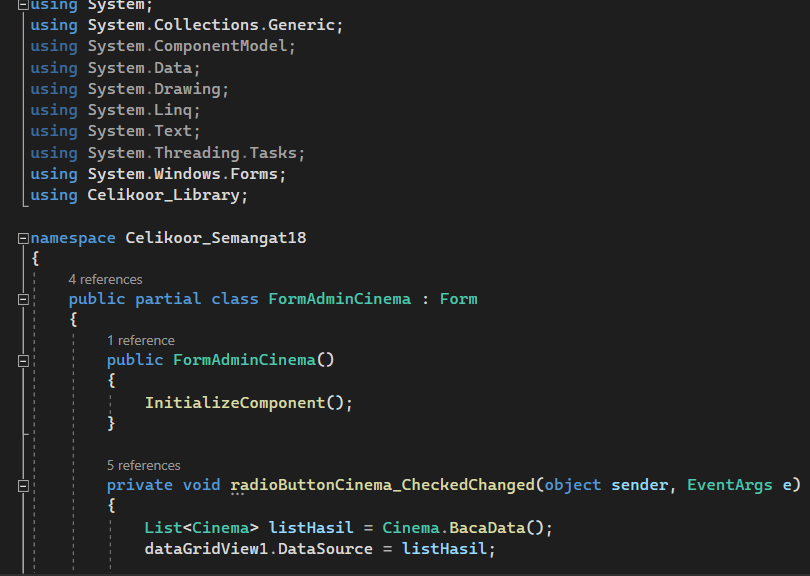 using System;
using System.Collections.Generic;
using System.ComponentModel;
using System.Data;
using System.Drawing;
using System.Linq;
using System.Text;
using System.Threading.Tasks;
using System.Windows.Forms;
using Celikoor_Library;
namespace Celikoor_Semangat18
{
4 references
public partial class FormAdminCinema : Form
{
1 reference
public FormAdminCinema()
{
InitializeComponent();
}
5 references
private void radioButtonCinema_CheckedChanged(object sender, EventArgs e)
{
List<Cinema> listHasil = Cinema.BacaData();
dataGridView1.DataSource = listHasil;